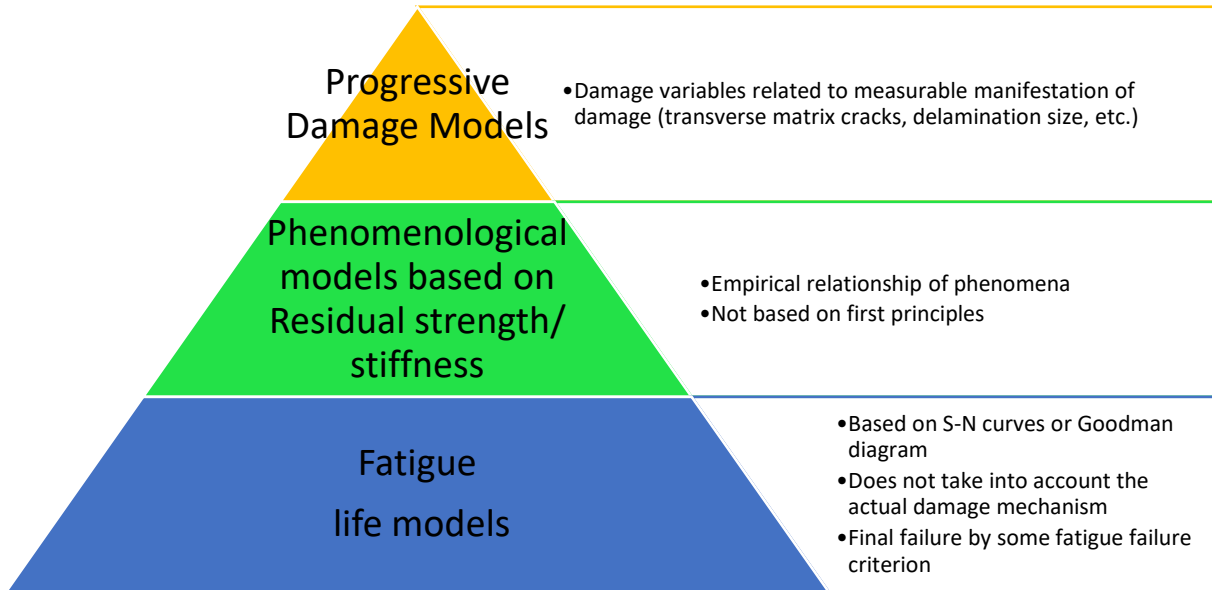 Progressive
Damage Models
•Damage variables related to measurable manifestation of
damage (transverse matrix cracks, delamination size, etc.)
Phenomenological
models based on
Residual strength/
stiffness
•Empirical relationship of phenomena
•Not based on first principles
Fatigue
life models
•Based on S-N curves or Goodman
diagram
•Does not take into account the
actual damage mechanism
•Final failure by some fatigue failure
criterion